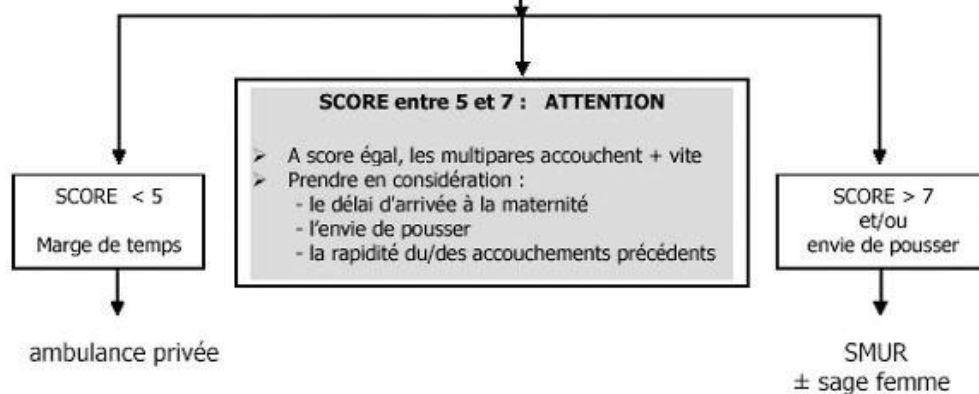 SCORE entre 5 et 7 : ATTENTION
➢ A score égal, les multipares accouchent + vite
➢ Prendre en considération :
- le délai d'arrivée à la maternité
- l'envie de pousser
- la rapidité du/des accouchements précédents
SCORE < 5
Marge de temps
SCORE > 7
et/ou
envie de pousser
ambulance privée
SMUR
± sage femme